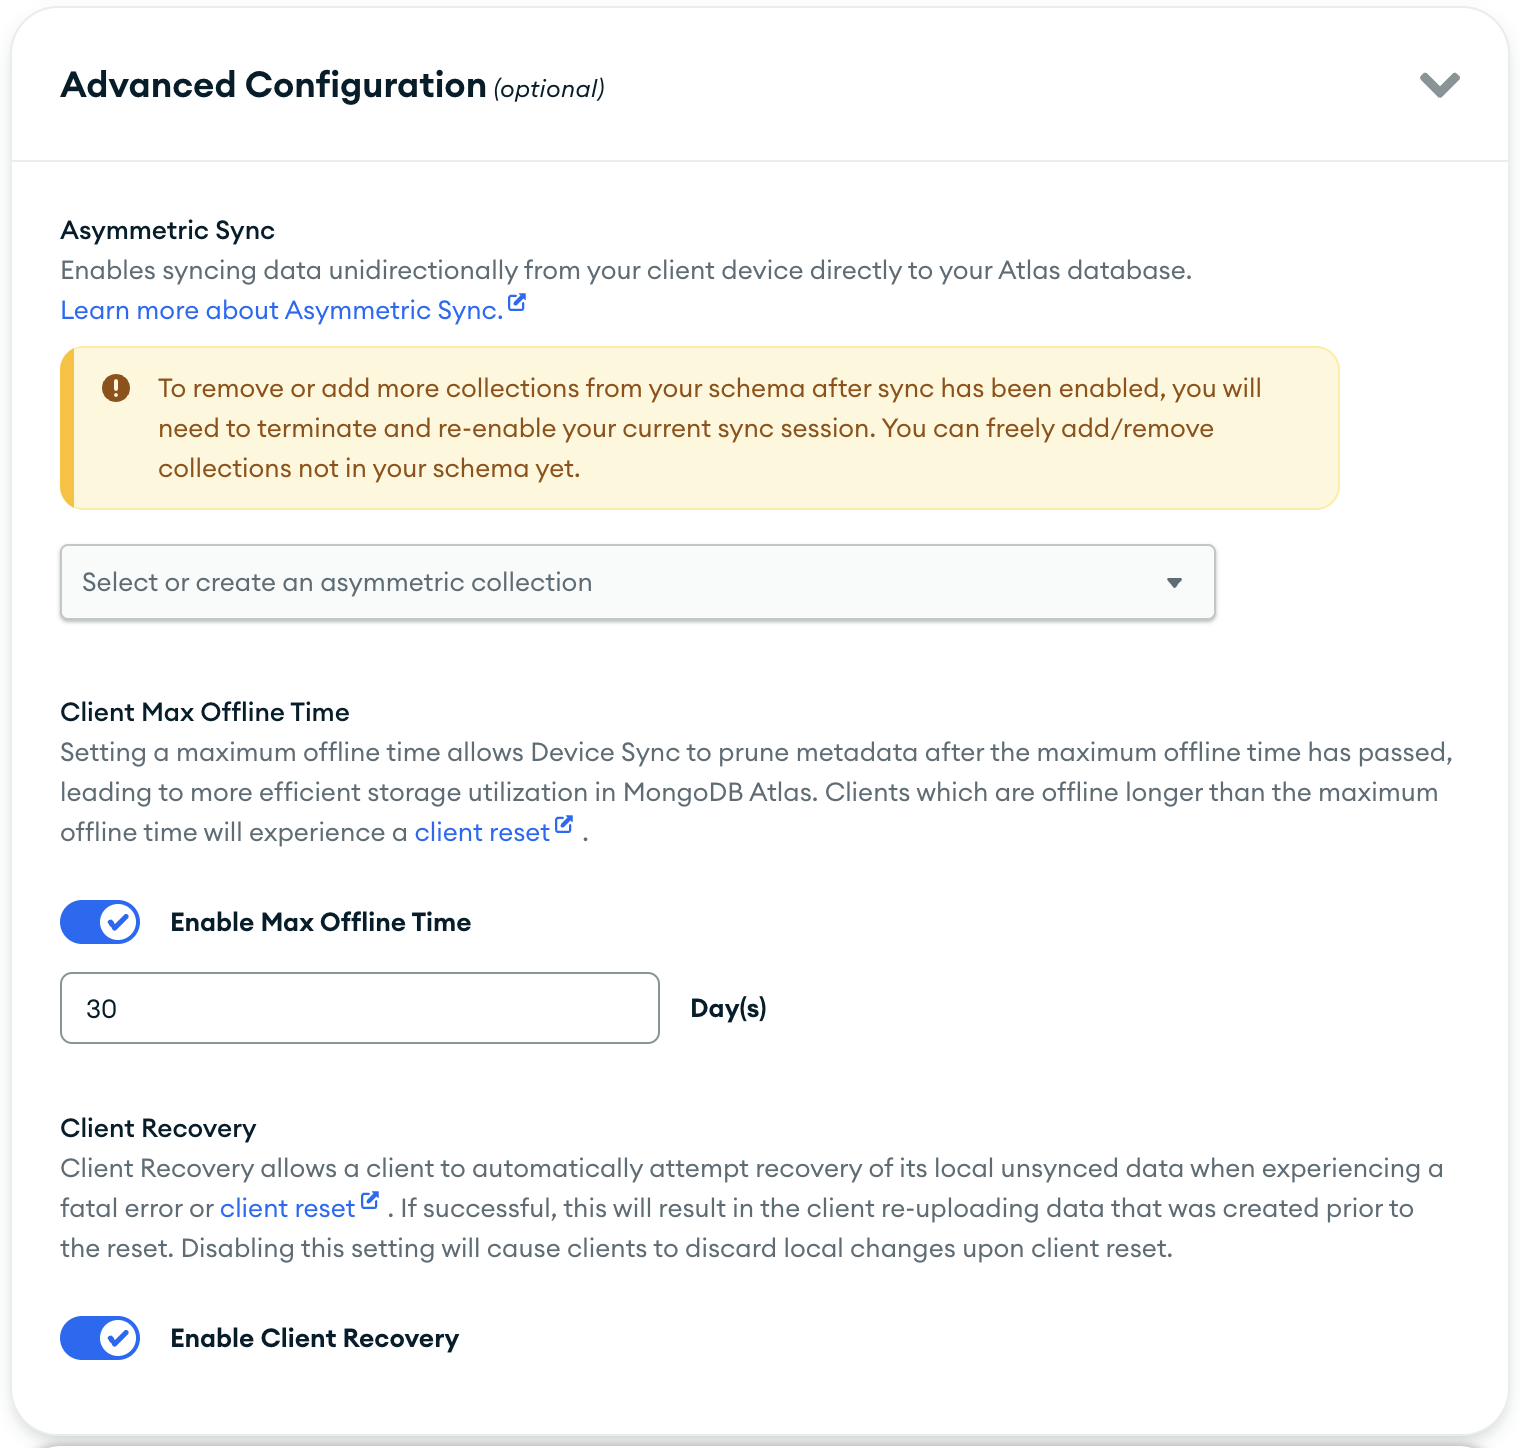 Advanced Configuration (optional)
Asymmetric Sync
Enables syncing data unidirectionally from your client device directly to your Atlas database.
Learn more about Asymmetric Sync.
To remove or add more collections from your schema after sync has been enabled, you will
need to terminate and re-enable your current sync session. You can freely add/remove
collections not in your schema yet.
Select or create an asymmetric collection
Client Max Offline Time
Setting a maximum offline time allows Device Sync to prune metadata after the maximum offline time has passed,
leading to more efficient storage utilization in MongoDB Atlas. Clients which are offline longer than the maximum
offline time will experience a client reset .
Enable Max Offline Time
30 Day(s)
Client Recovery
Client Recovery allows a client to automatically attempt recovery of its local unsynced data when experiencing a
fatal error or client reset . If successful, this will result in the client re-uploading data that was created prior to
the reset. Disabling this setting will cause clients to discard local changes upon client reset.
Enable Client Recovery